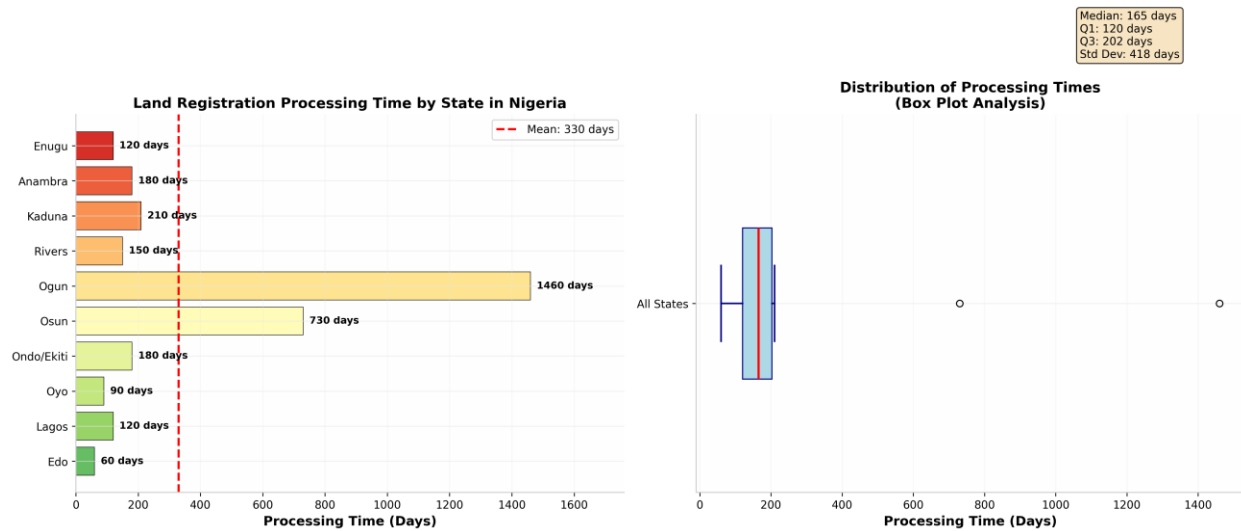 Median: 165 days
Q1: 120 days
Q3: 202 days
Std Dev: 418 days
Land Registration Processing Time by State in Nigeria
Mean: 330 days
Enugu
120 days
Anambra
180 days
Kaduna
210 days
Rivers
150 days
Ogun
1460 days
Osun
730 days
Ondo/Ekiti
180 days
Oyo
90 days
Lagos
120 days
Edo
60 days
0 200 400 600 800 1000 1200 1400 1600
Processing Time (Days)
Distribution of Processing Times
(Box Plot Analysis)
All States
0 200 400 600 800 1000 1200 1400
Processing Time (Days)